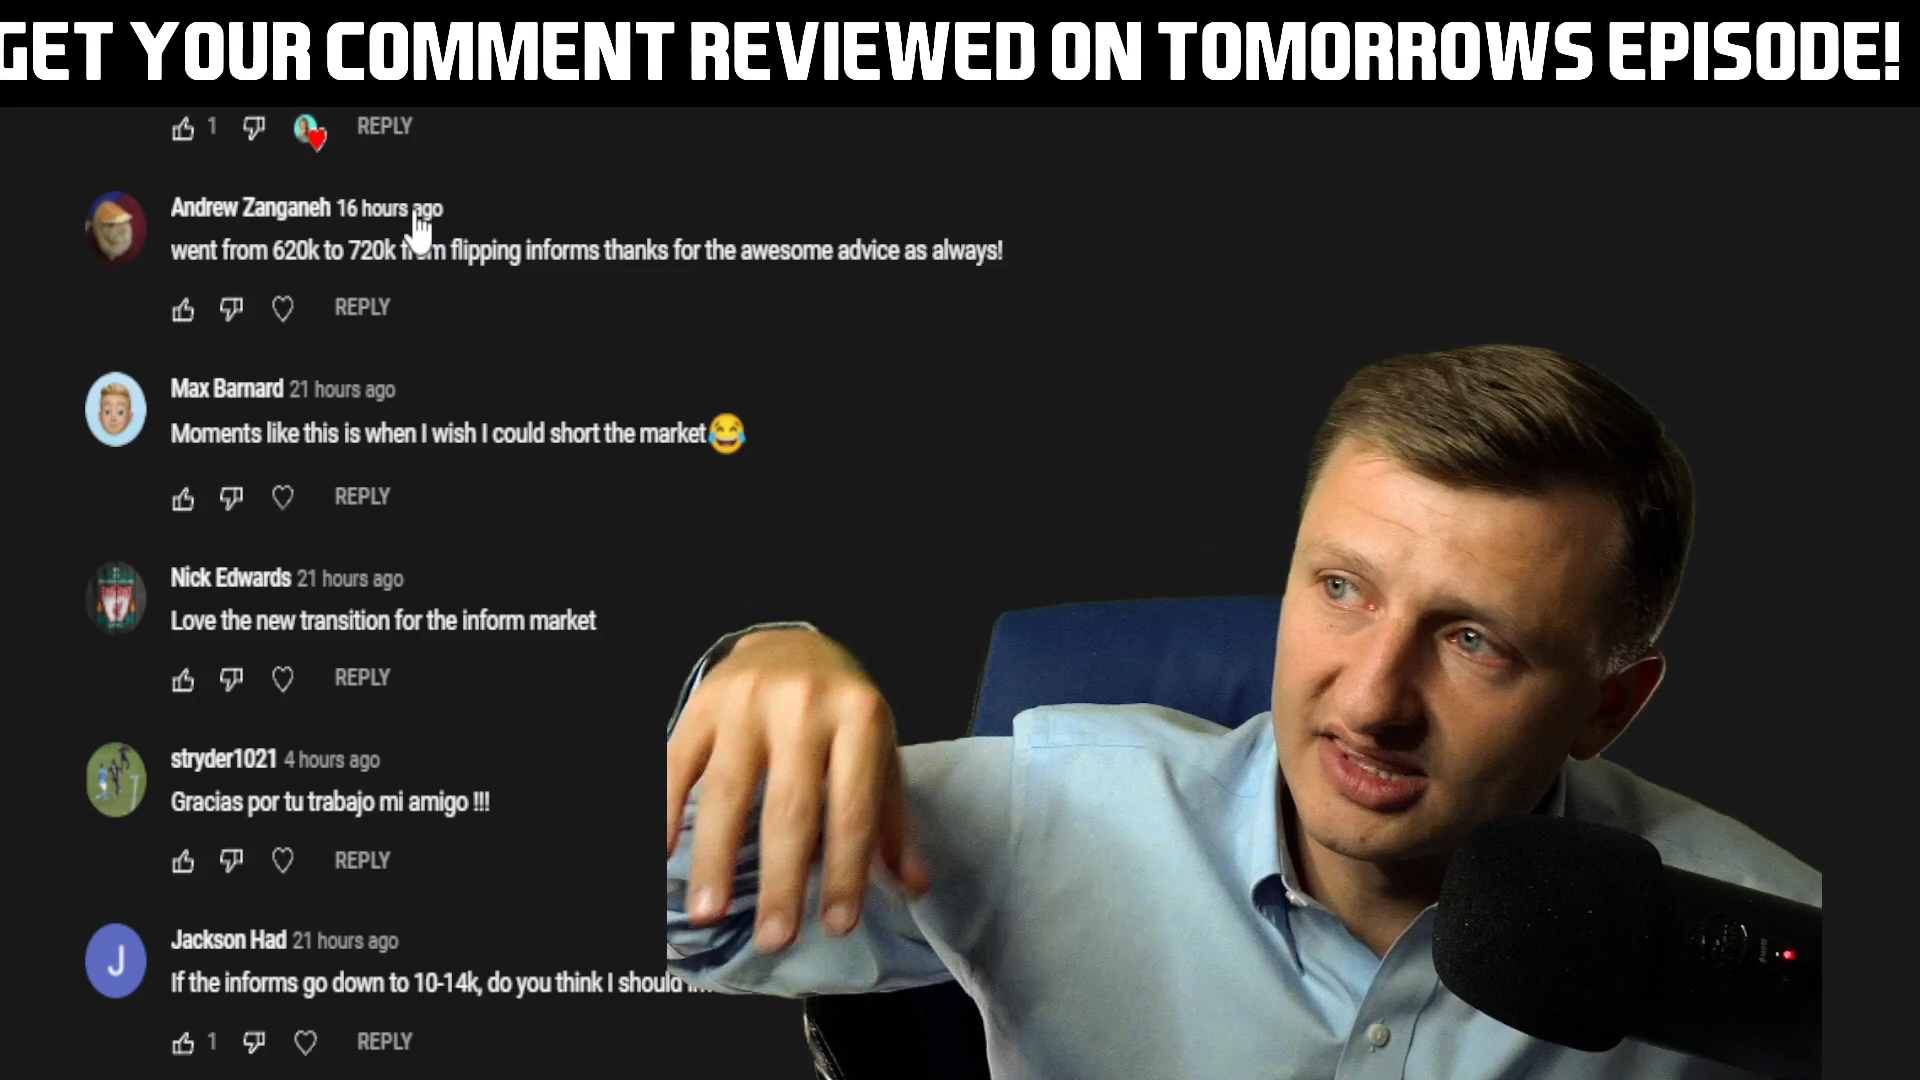 GET YOUR COMMENT REVIEWED ON TOMORROWS EPISODE!
1 REPLY
Andrew Zanganeh 16 hours ago
went from 620k to 720k from flipping informs thanks for the awesome advice as always!
REPLY
Max Barnard 21 hours ago
Moments like this is when I wish I could short the market😂
REPLY
Nick Edwards 21 hours ago
Love the new transition for the inform market
REPLY
stryder1021 4 hours ago
Gracias por tu trabajo mi amigo !!!
REPLY
J
Jackson Had 21 hours ago
If the informs go down to 10-14k, do you think I should
1 REPLY